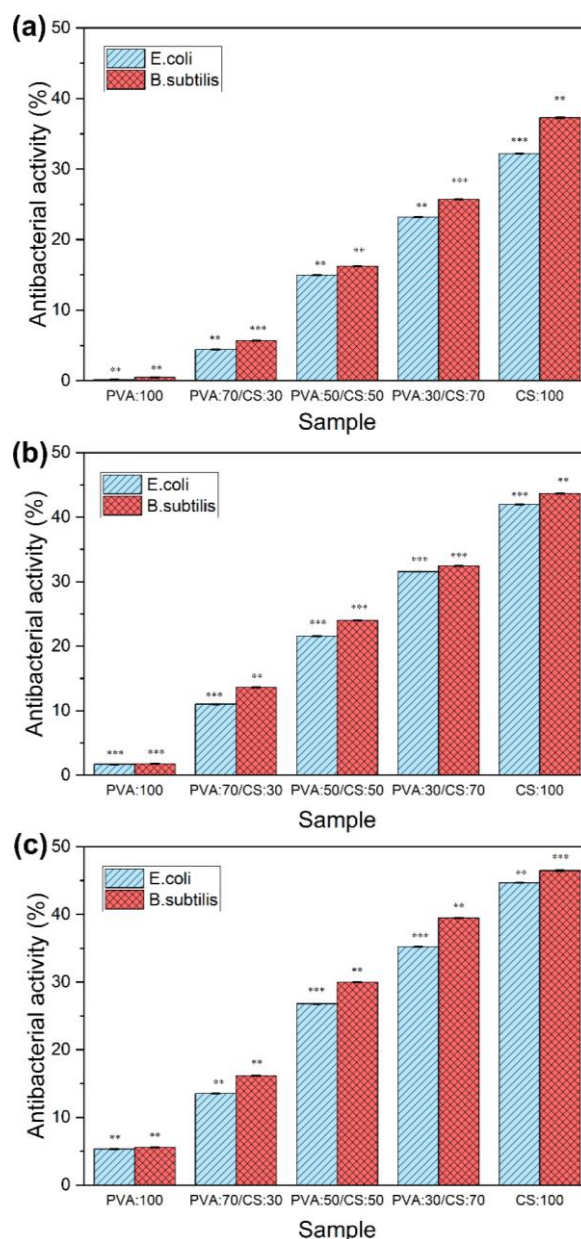 (a)
Antibacterial activity (%)
50
40
30
20
10
0
E.coli
B.subtilis
** **
** ***
** **
** ***
*** **
PVA:100 PVA:70/CS:30 PVA:50/CS:50 PVA:30/CS:70 CS:100
Sample
(b)
Antibacterial activity (%)
50
40
30
20
10
0
E.coli
B.subtilis
*** ***
*** **
*** ***
*** ***
*** **
PVA:100 PVA:70/CS:30 PVA:50/CS:50 PVA:30/CS:70 CS:100
Sample
(c)
Antibacterial activity (%)
50
40
30
20
10
0
E.coli
B.subtilis
** **
** **
*** **
*** **
** ***
PVA:100 PVA:70/CS:30 PVA:50/CS:50 PVA:30/CS:70 CS:100
Sample